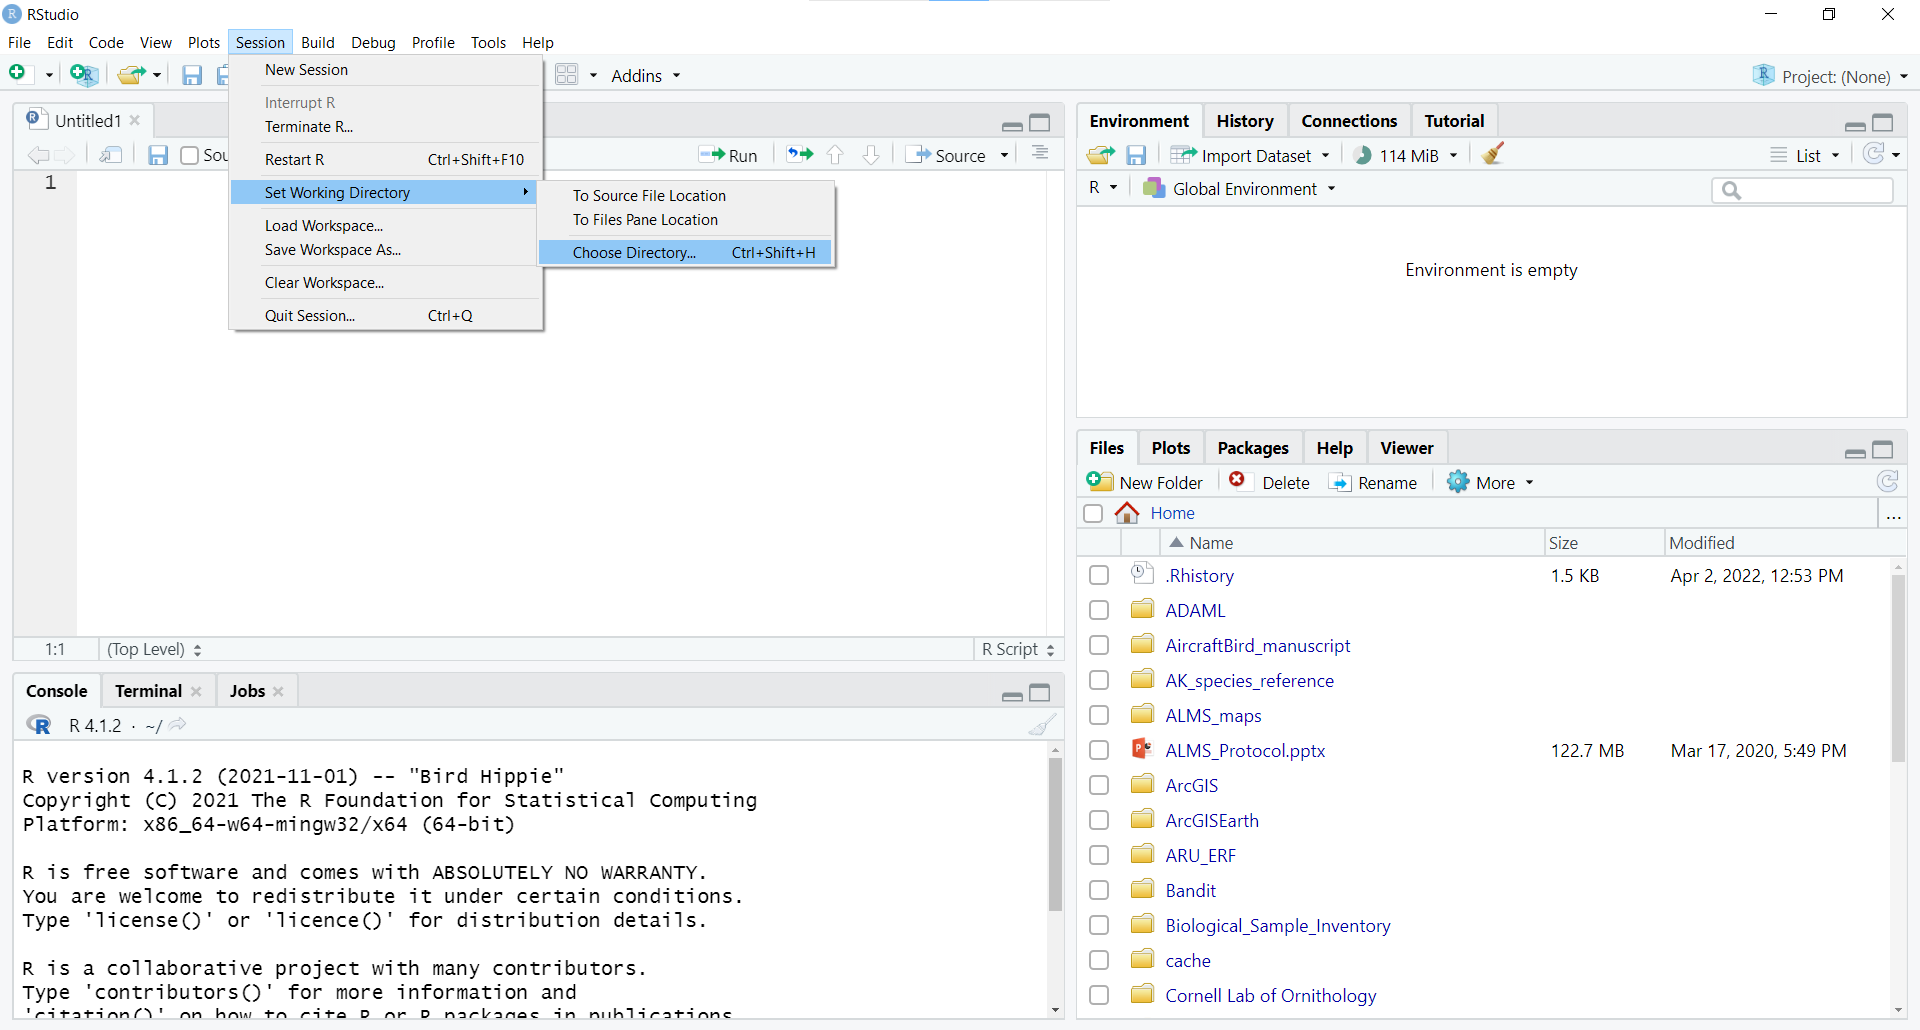 RStudio
File Edit Code View Plots Session Build Debug Profile Tools Help
Addins
Project: (None)
New Session
Interrupt R
Terminate R...
Restart R Ctrl+Shift+F10
Set Working Directory
Load Workspace...
Save Workspace As...
Clear Workspace...
Quit Session... Ctrl+Q
To Source File Location
To Files Pane Location
Choose Directory... Ctrl+Shift+H
Untitled1
Sou
Run
Source
1
1:1 (Top Level) R Script
Console Terminal Jobs
R 4.1.2 · ~/
R version 4.1.2 (2021-11-01) -- "Bird Hippie"
Copyright (C) 2021 The R Foundation for Statistical Computing
Platform: x86_64-w64-mingw32/x64 (64-bit)
R is free software and comes with ABSOLUTELY NO WARRANTY.
You are welcome to redistribute it under certain conditions.
Type 'license()' or 'licence()' for distribution details.
R is a collaborative project with many contributors.
Type 'contributors()' for more information and
'citation()' on how to cite R or R packages in publications.
Environment History Connections Tutorial
Import Dataset 114 MiB List
R Global Environment
Environment is empty
Files Plots Packages Help Viewer
New Folder Delete Rename More
Home ...
Name Size Modified
.Rhistory 1.5 KB Apr 2, 2022, 12:53 PM
ADAML
AircraftBird_manuscript
AK_species_reference
ALMS_maps
ALMS_Protocol.pptx 122.7 MB Mar 17, 2020, 5:49 PM
ArcGIS
ArcGISEarth
ARU_ERF
Bandit
Biological_Sample_Inventory
cache
Cornell Lab of Ornithology